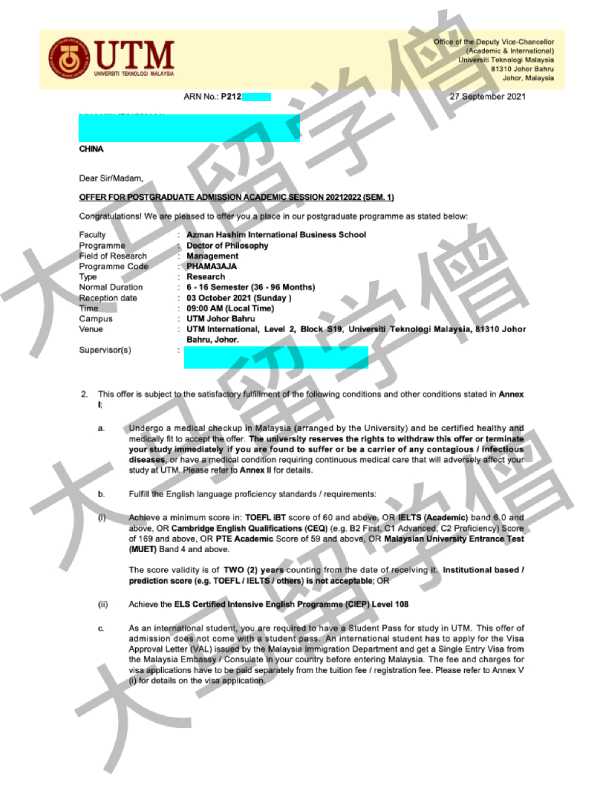 UTM
UNIVERSITI TEKNOLOGI MALAYSIA
Office of the Deputy Vice-Chancellor
(Academic & International)
Universiti Teknologi Malaysia
81310 Johor Bahru
Johor, Malaysia
ARN No.: P212
27 September 2021
CHINA
Dear Sir/Madam,
OFFER FOR POSTGRADUATE ADMISSION ACADEMIC SESSION 20212022 (SEM. 1)
Congratulations! We are pleased to offer you a place in our postgraduate programme as stated below:
Faculty : Azman Hashim International Business School
Programme : Doctor of Philosophy
Field of Research : Management
Programme Code : PHAMA3AJA
Type : Research
Normal Duration : 6 - 16 Semester (36 - 96 Months)
Reception date : 03 October 2021 (Sunday )
Time : 09:00 AM (Local Time)
Campus : UTM Johor Bahru
Venue : UTM International, Level 2, Block S19, Universiti Teknologi Malaysia, 81310 Johor
Bahru, Johor.
Supervisor(s) :
2. This offer is subject to the satisfactory fulfillment of the following conditions and other conditions stated in Annex
I;
a. Undergo a medical checkup in Malaysia (arranged by the University) and be certified healthy and
medically fit to accept the offer. The university reserves the rights to withdraw this offer or terminate
your study immediately if you are found to suffer or be a carrier of any contagious / infectious
diseases, or have a medical condition requiring continuous medical care that will adversely affect your
study at UTM. Please refer to Annex II for details.
b. Fulfill the English language proficiency standards / requirements:
(i) Achieve a minimum score in: TOEFL iBT score of 60 and above, OR IELTS (Academic) band 6.0 and
above, OR Cambridge English Qualifications (CEQ) (e.g. B2 First, C1 Advanced, C2 Proficiency) Score
of 169 and above, OR PTE Academic Score of 59 and above, OR Malaysian University Entrance Test
(MUET) Band 4 and above.
The score validity is of TWO (2) years counting from the date of receiving it. Institutional based /
prediction score (e.g. TOEFL / IELTS / others) is not acceptable; OR
(ii) Achieve the ELS Certified Intensive English Programme (CIEP) Level 108
c. As an international student, you are required to have a Student Pass for study in UTM. This offer of
admission does not come with a student pass. An international student has to apply for the Visa
Approval Letter (VAL) issued by the Malaysia Immigration Department and get a Single Entry Visa from
the Malaysia Embassy / Consulate in your country before entering Malaysia. The fee and charges for
visa applications have to be paid separately from the tuition fee / registration fee. Please refer to Annex V
(i) for details on the visa application.
大马留学僧
大马留学僧
大马留学僧